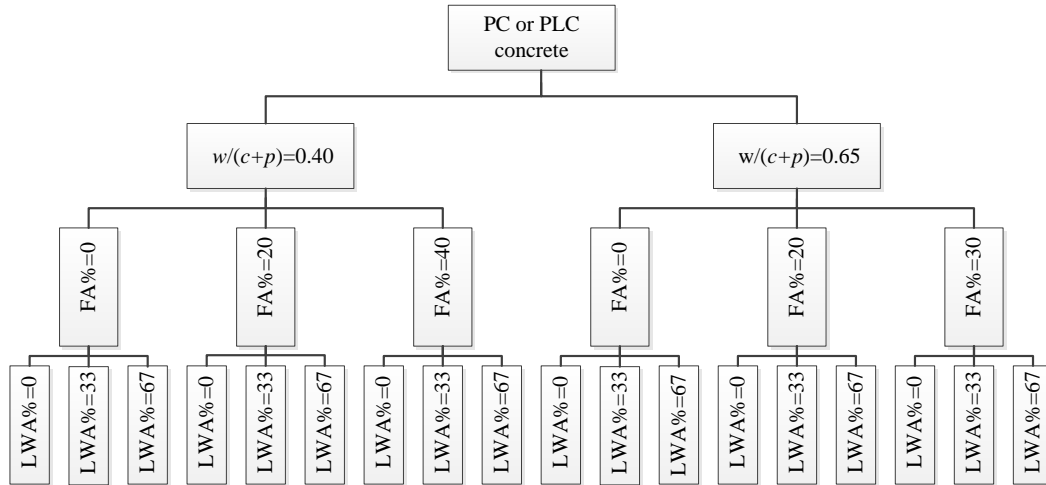 PC or PLC
concrete
w/(c+p)=0.40
w/(c+p)=0.65
FA%=0
FA%=20
FA%=40
FA%=0
FA%=20
FA%=30
LWA%=0
LWA%=33
LWA%=67
LWA%=0
LWA%=33
LWA%=67
LWA%=0
LWA%=33
LWA%=67
LWA%=0
LWA%=33
LWA%=67
LWA%=0
LWA%=33
LWA%=67
LWA%=0
LWA%=33
LWA%=67